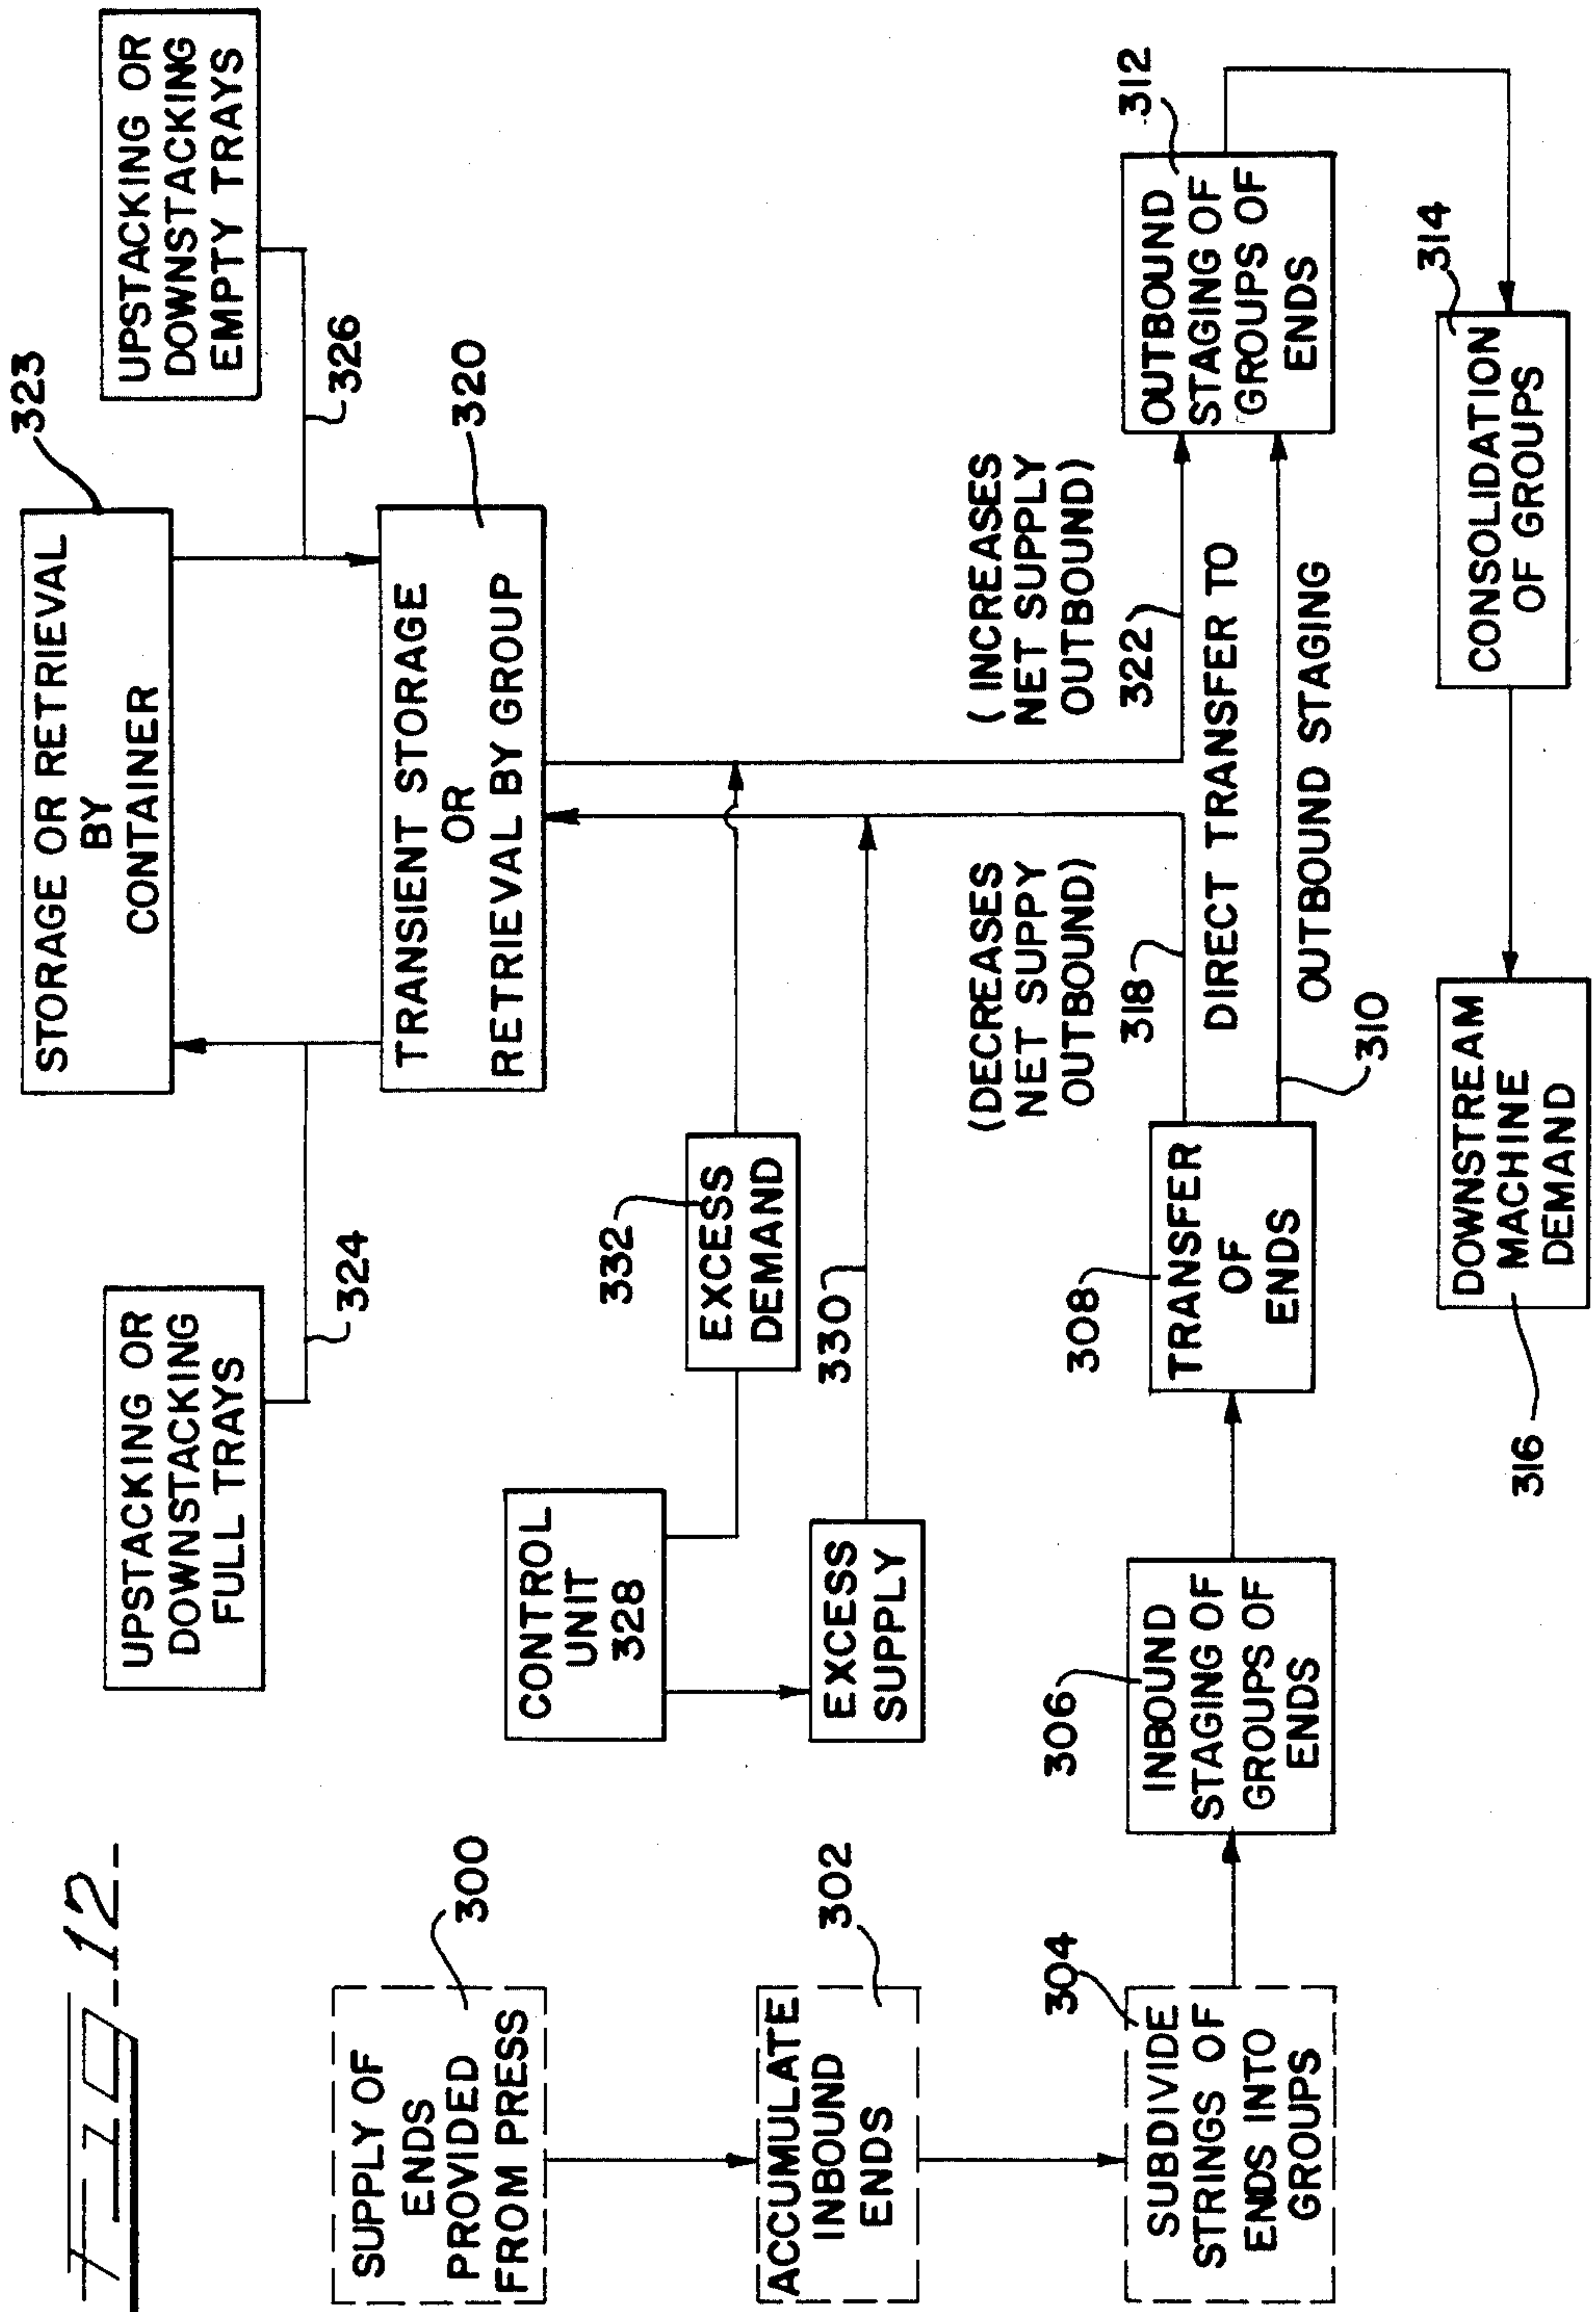 FIG-12-
SUPPLY OF
ENDS
PROVIDED
FROM PRESS
300
ACCUMULATE
INBOUND
ENDS
302
SUBDIVIDE
STRINGS OF
ENDS INTO
GROUPS
304
INBOUND
STAGING OF
GROUPS OF
ENDS
306
TRANSFER
OF
ENDS
308
UPSTACKING OR
DOWNSTACKING
FULL TRAYS
324
CONTROL
UNIT
328
EXCESS
SUPPLY
330
EXCESS
DEMAND
332
STORAGE OR RETRIEVAL
BY
CONTAINER
323
UPSTACKING OR
DOWNSTACKING
EMPTY TRAYS
326
TRANSIENT STORAGE
OR
RETRIEVAL BY GROUP
320
(DECREASES
NET SUPPY
OUTBOUND)
318
(INCREASES
NET SUPPLY
OUTBOUND)
322
DIRECT TRANSFER TO
OUTBOUND STAGING
310
OUTBOUND
STAGING OF
GROUPS OF
ENDS
312
CONSOLIDATION
OF GROUPS
314
DOWNSTREAM
MACHINE
DEMAND
316